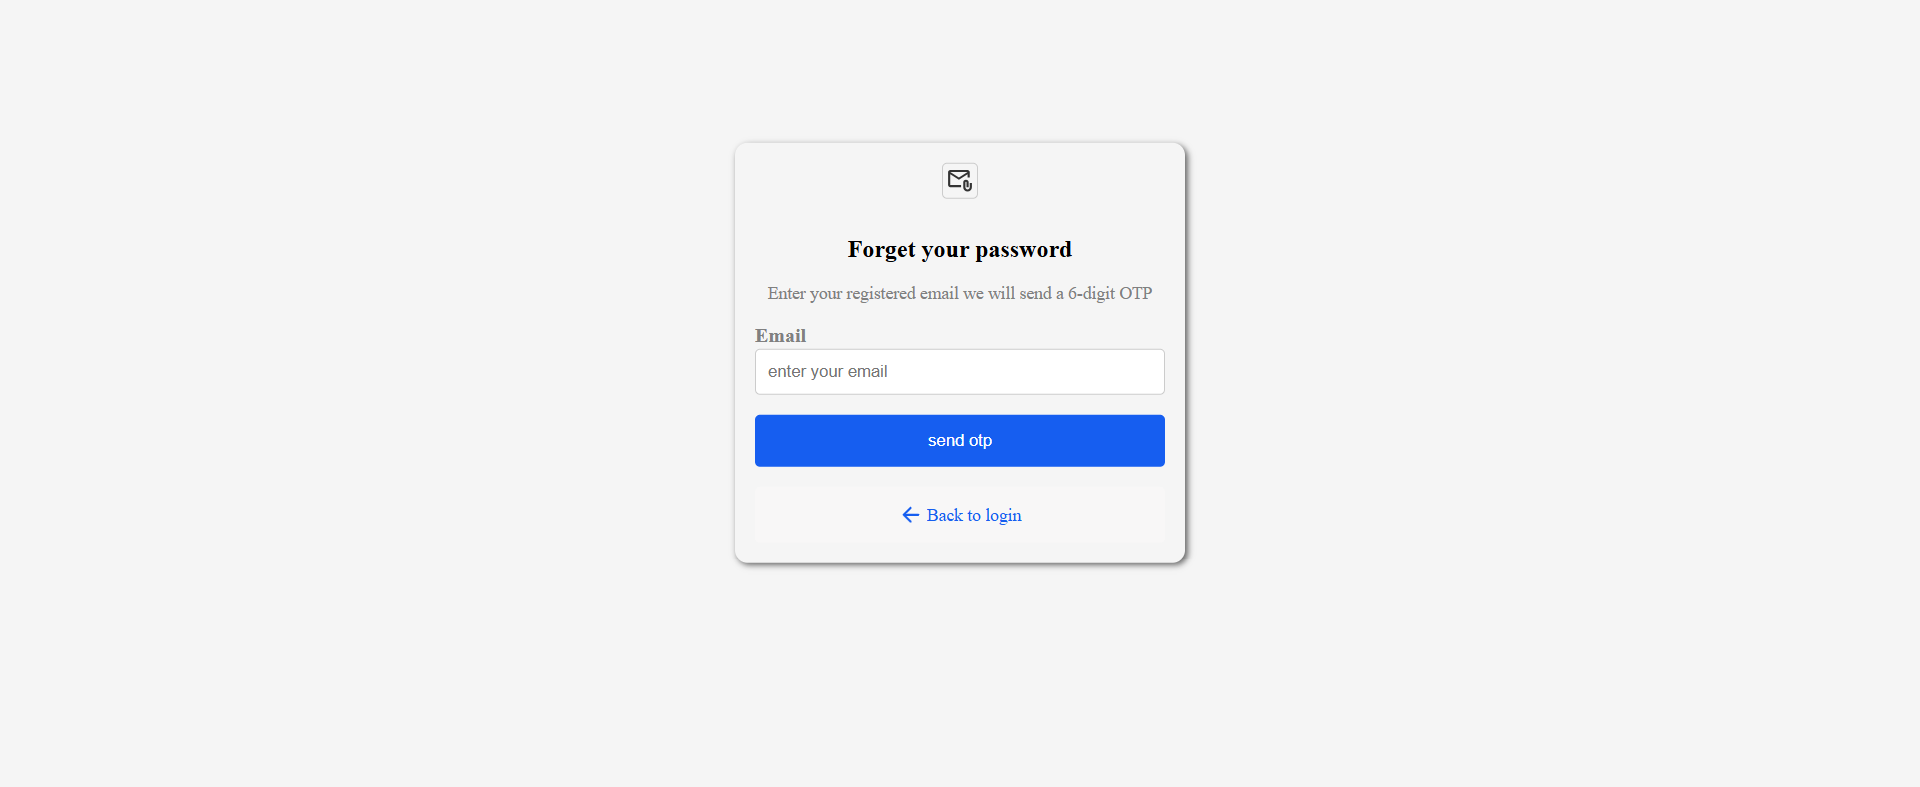 Forget your password
Enter your registered email we will send a 6-digit OTP
Email
enter your email
send otp
Back to login